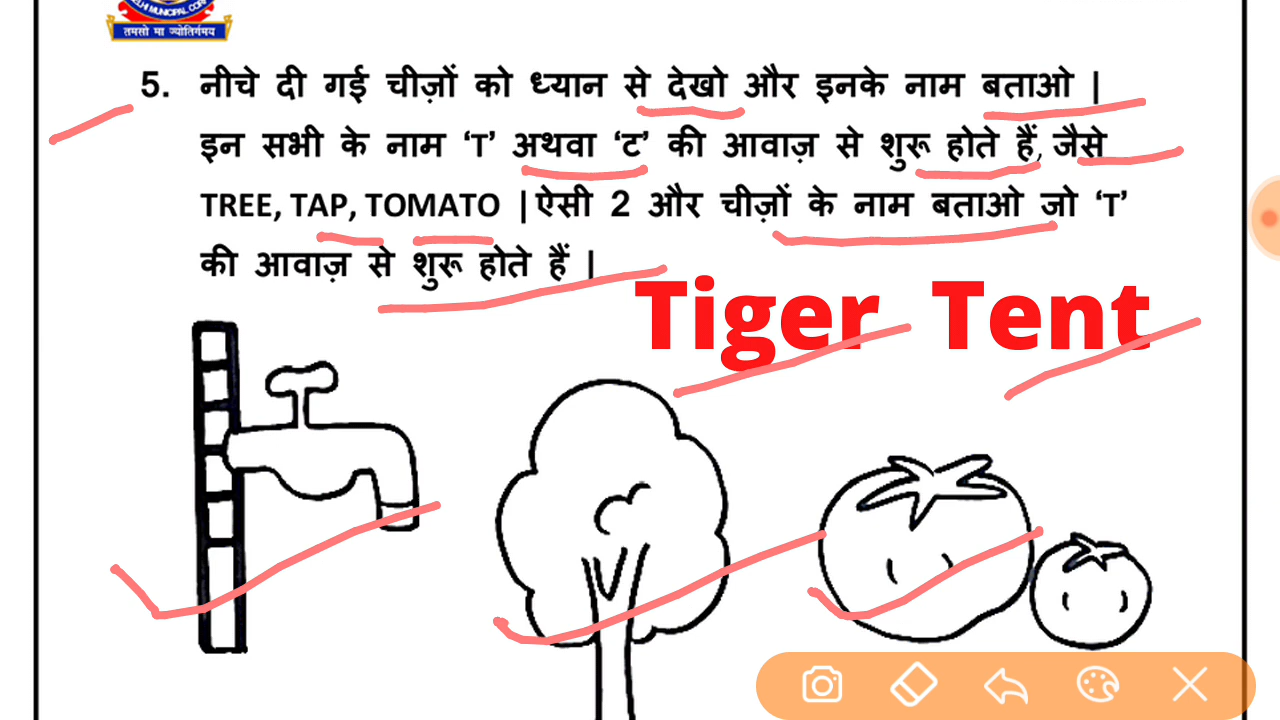 तमसो मा ज्योतिर्गमय
5. नीचे दी गई चीज़ों को ध्यान से देखो और इनके नाम बताओ |
इन सभी के नाम ‘T’ अथवा ‘ट’ की आवाज़ से शुरू होते हैं, जैसे
TREE, TAP, TOMATO | ऐसी 2 और चीज़ों के नाम बताओ जो ‘T’
की आवाज़ से शुरू होते हैं |
Tiger Tent